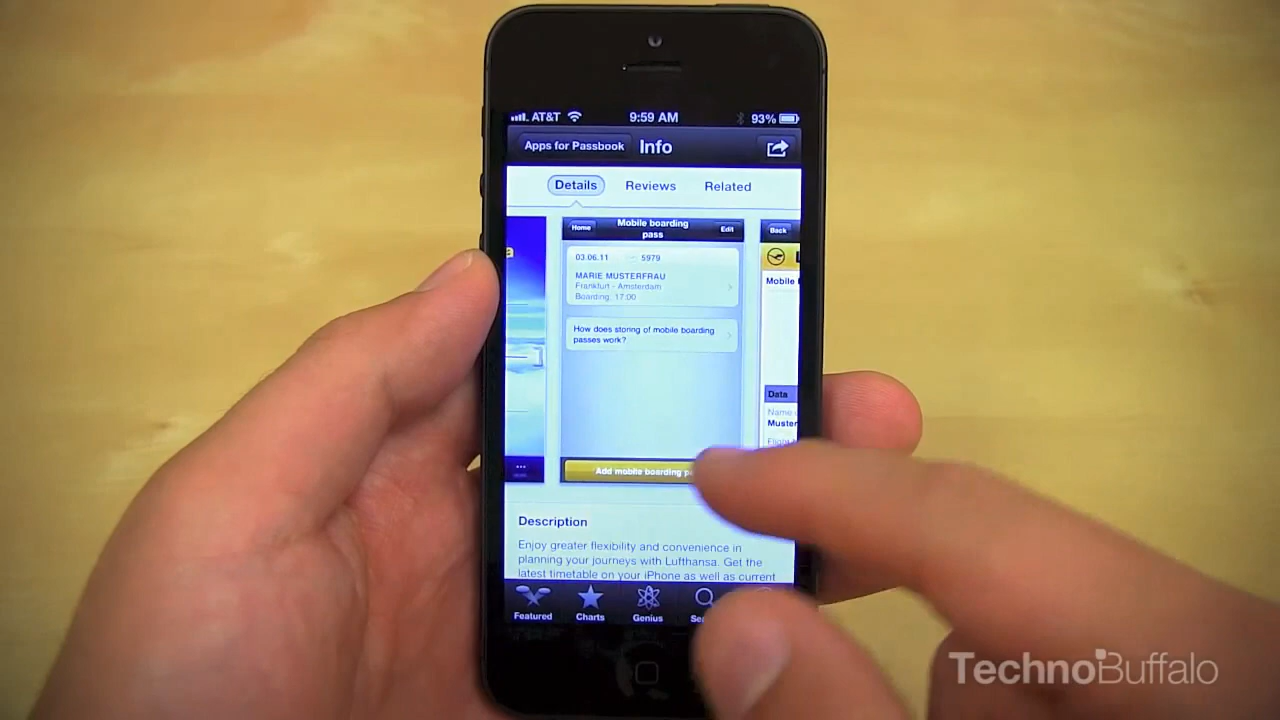 AT&T 9:59 AM 93%
Apps for Passbook Info
Details Reviews Related
Home Mobile boarding pass Edit
Back
03.06.11 5979
MARIE MUSTERFRAU
Frankfurt - Amsterdam
Boarding: 17:00
Mobile
How does storing of mobile boarding
passes work?
Data
Name
Muster
Flight
Add mobile boarding
Description
Enjoy greater flexibility and convenience in
planning your journeys with Lufthansa. Get the
latest timetable on your iPhone as well as current
Featured Charts Genius
TechnoBuffalo